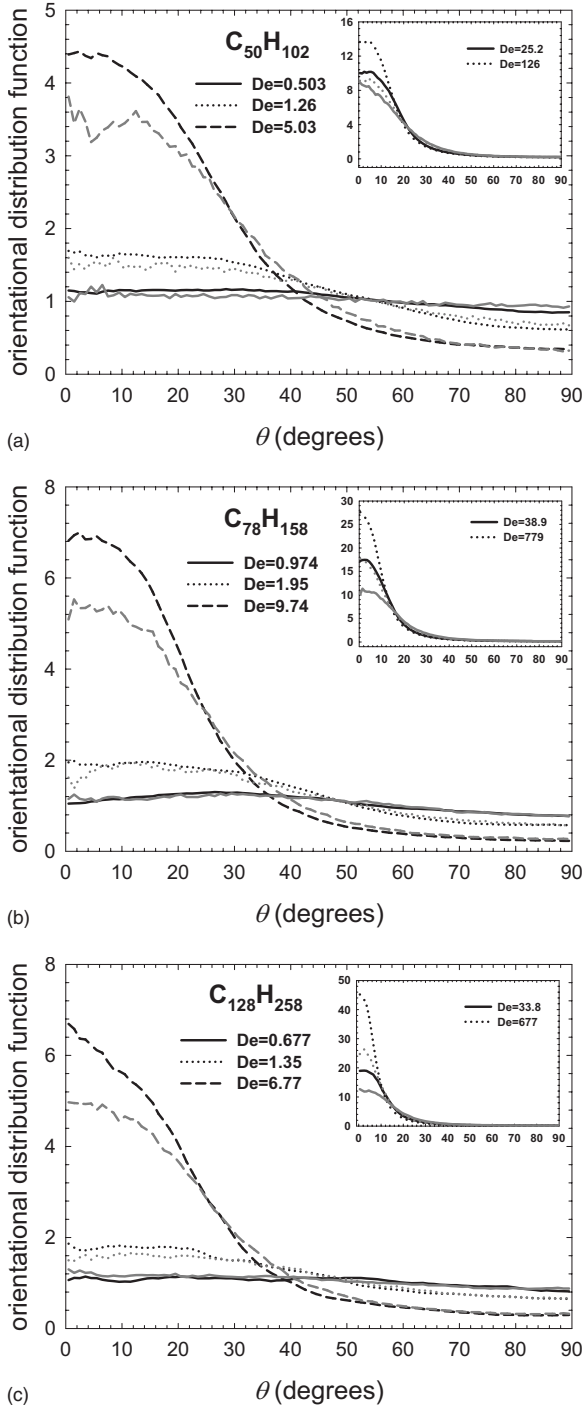 C50H102
De=0.503
De=1.26
De=5.03
De=25.2
De=126
16
12
8
4
0
0 10 20 30 40 50 60 70 80 90
orientational distribution function
5
4
3
2
1
0
0 10 20 30 40 50 60 70 80 90
θ (degrees)
(a)
C78H158
De=0.974
De=1.95
De=9.74
De=38.9
De=779
30
25
20
15
10
5
0
0 10 20 30 40 50 60 70 80 90
orientational distribution function
8
6
4
2
0
0 10 20 30 40 50 60 70 80 90
θ (degrees)
(b)
C128H258
De=0.677
De=1.35
De=6.77
De=33.8
De=677
50
40
30
20
10
0
0 10 20 30 40 50 60 70 80 90
orientational distribution function
8
6
4
2
0
0 10 20 30 40 50 60 70 80 90
θ (degrees)
(c)